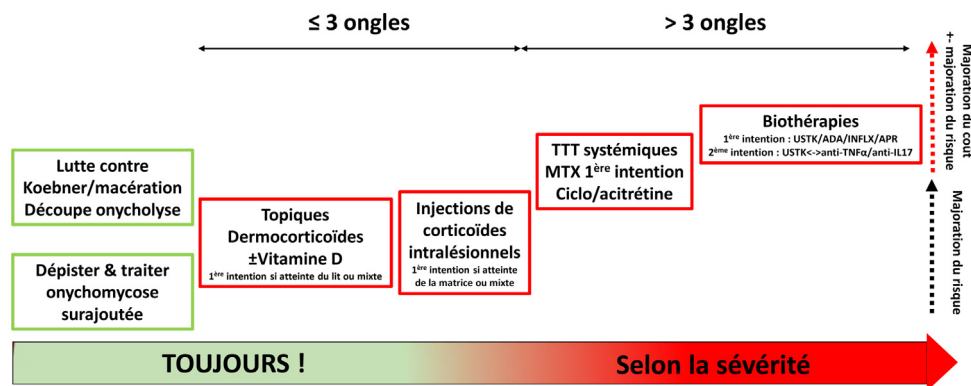 ≤ 3 ongles
> 3 ongles
Lutte contre
Koebner/macération
Découpe onycholyse
Dépister & traiter
onychomycose
surajoutée
Topiques
Dermocorticoïdes
±Vitamine D
1ère intention si atteinte du lit ou mixte
Injections de
corticoïdes
intralésionnels
1ère intention si atteinte
de la matrice ou mixte
TTT systémiques
MTX 1ère intention
Ciclo/acitrétine
Biothérapies
1ère intention : USTK/ADA/INFLX/APR
2ème intention : USTK<->anti-TNFα/anti-IL17
Majoration du cout
+- majoration du risque
Majoration du risque
TOUJOURS !
Selon la sévérité